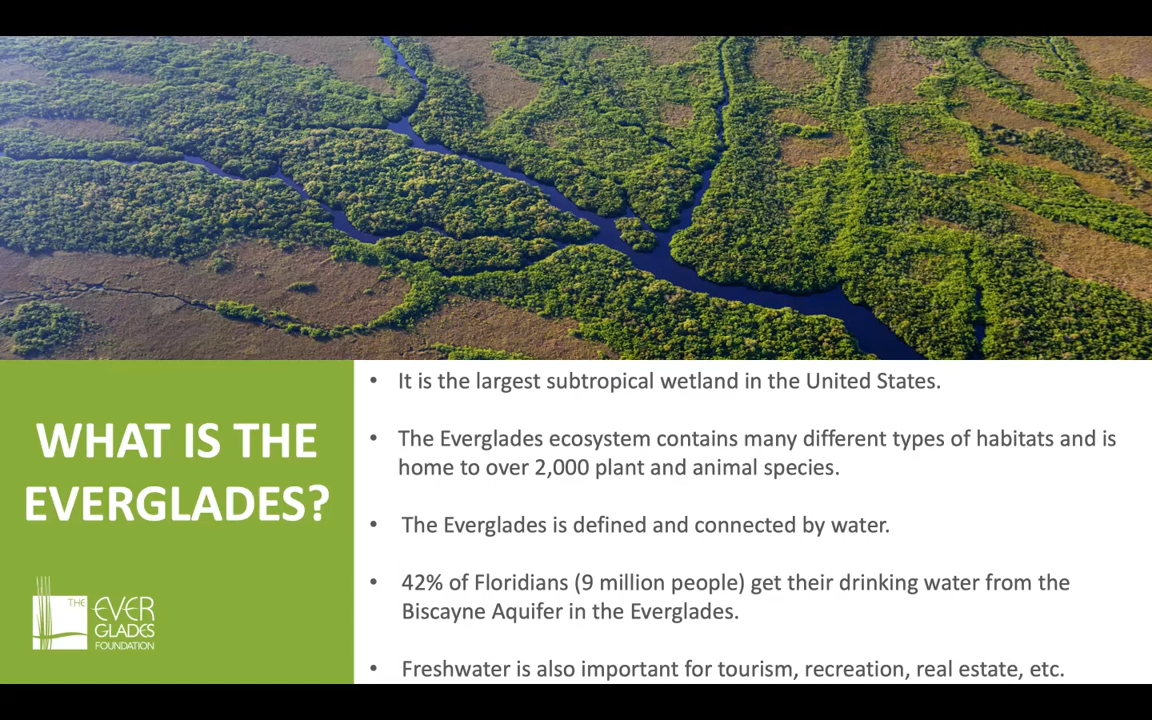 WHAT IS THE
EVERGLADES?
THE EVER
GLADES
FOUNDATION
• It is the largest subtropical wetland in the United States.
• The Everglades ecosystem contains many different types of habitats and is
home to over 2,000 plant and animal species.
• The Everglades is defined and connected by water.
• 42% of Floridians (9 million people) get their drinking water from the
Biscayne Aquifer in the Everglades.
• Freshwater is also important for tourism, recreation, real estate, etc.